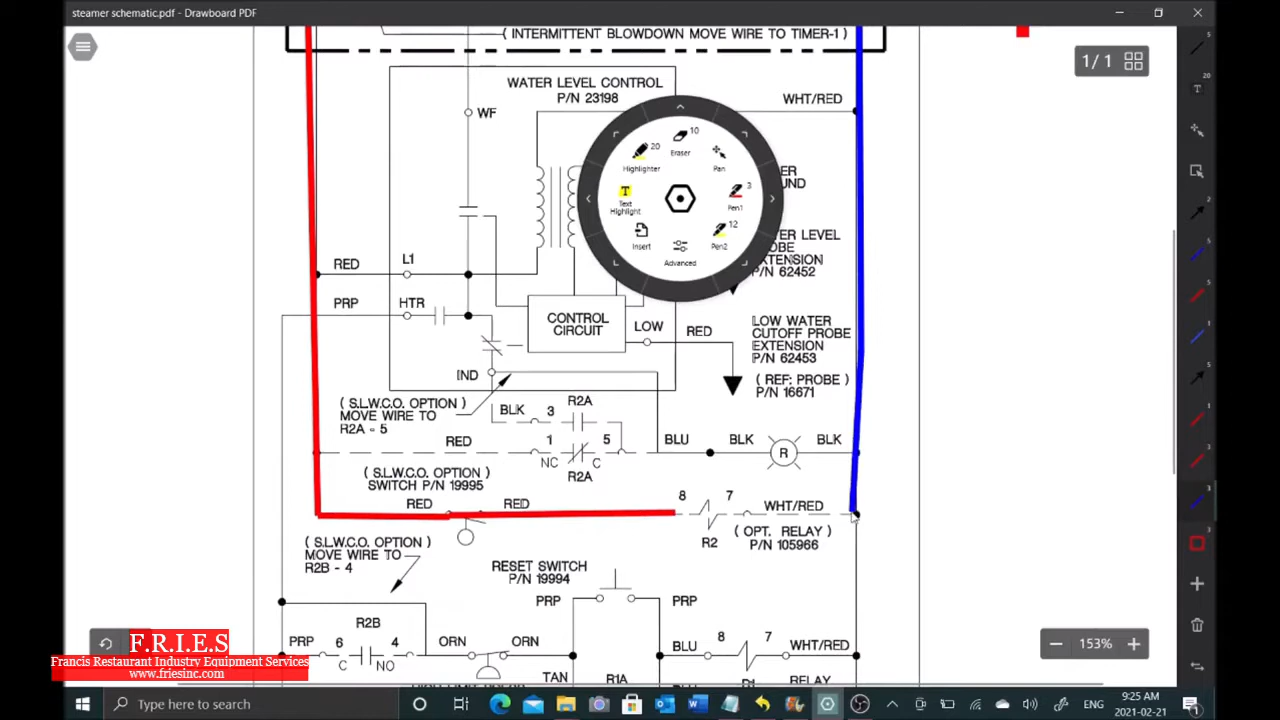 steamer schematic.pdf - Drawboard PDF
( INTERMITTENT BLOWDOWN MOVE WIRE TO TIMER-1 )
1/1
WATER LEVEL CONTROL
P/N 23198
WHT/RED
WF
10
Eraser
20
Highlighter
Pan
T
Text
Highlight
3
Pen1
Insert
12
Pen2
Advanced
EXTENSION
P/N 62452
RED
L1
PRP
HTR
CONTROL
CIRCUIT
LOW
RED
LOW WATER
CUTOFF PROBE
EXTENSION
P/N 62453
( REF: PROBE )
P/N 16671
IND
( S.L.W.C.O. OPTION )
MOVE WIRE TO
R2A - 5
BLK
3
R2A
RED
1
5
NC
C
R2A
BLU
BLK
R
BLK
( S.L.W.C.O. OPTION )
SWITCH P/N 19995
RED
RED
8
7
WHT/RED
R2
( OPT. RELAY )
P/N 105966
( S.L.W.C.O. OPTION )
MOVE WIRE TO
R2B - 4
RESET SWITCH
P/N 19994
PRP
PRP
R2B
PRP
6
4
C
NO
ORN
ORN
TAN
R1A
BLU
8
7
WHT/RED
RELAY
153%
F.R.I.E.S
Francis Restaurant Industry Equipment Services
www.friesinc.com
Type here to search
ENG
9:25 AM
2021-02-21